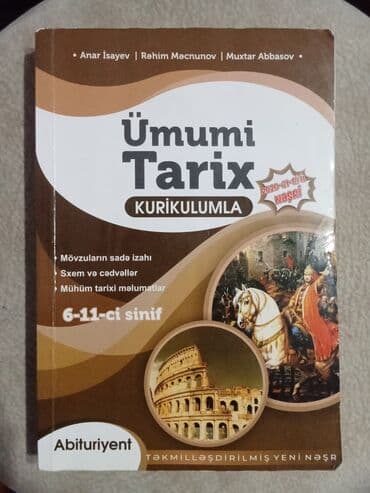 • Anar İsayev | Rəhim Məcnunov | Muxtar Abbasov •
Ümumi
Tarix
KURİKULUMLA
NƏŞRİ
• Mövzuların sadə izahı
• Sxem və cədvəllər
• Mühüm tarixi məlumatlar
6-11-ci sinif
Abituriyent
TƏKMİLLƏŞDİRİLMİŞ YENİ NƏŞR